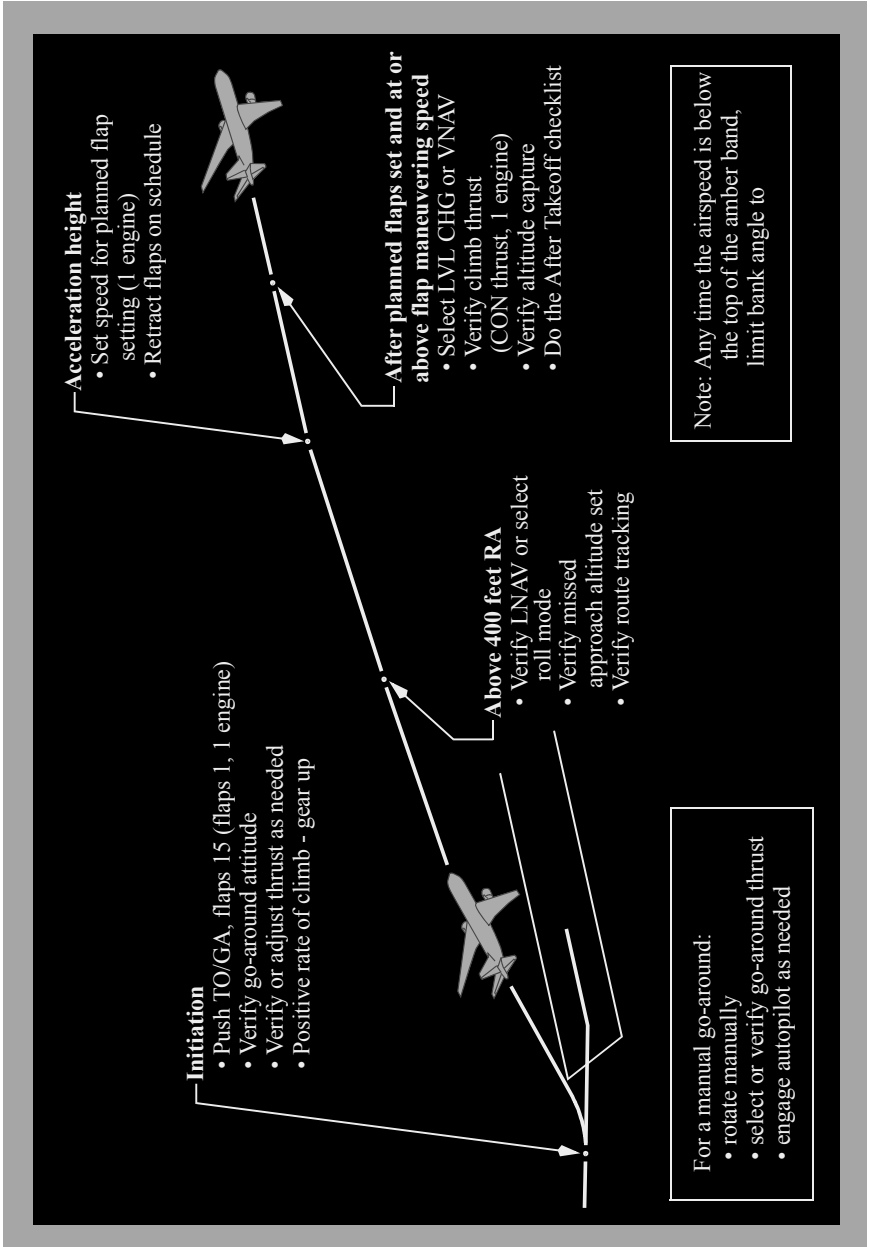 Initiation
• Push TO/GA, flaps 15 (flaps 1, 1 engine)
• Verify go-around attitude
• Verify or adjust thrust as needed
• Positive rate of climb - gear up
Above 400 feet RA
• Verify LNAV or select
roll mode
• Verify missed
approach altitude set
• Verify route tracking
Acceleration height
• Set speed for planned flap
setting (1 engine)
• Retract flaps on schedule
After planned flaps set and at or
above flap maneuvering speed
• Select LVL CHG or VNAV
• Verify climb thrust
(CON thrust, 1 engine)
• Verify altitude capture
• Do the After Takeoff checklist
For a manual go-around:
• rotate manually
• select or verify go-around thrust
• engage autopilot as needed
Note: Any time the airspeed is below
the top of the amber band,
limit bank angle to